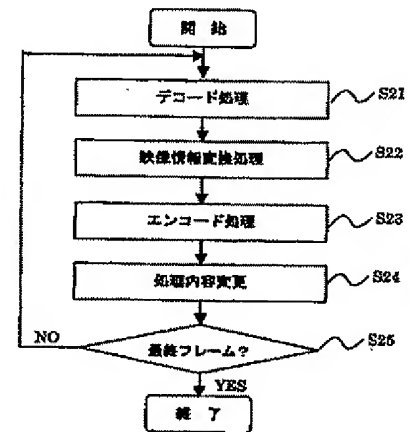 開 始
デコード処理
S21
映像情報変換処理
S22
エンコード処理
S23
処理内容変更
S24
最終フレーム？
S25
NO
YES
終 了